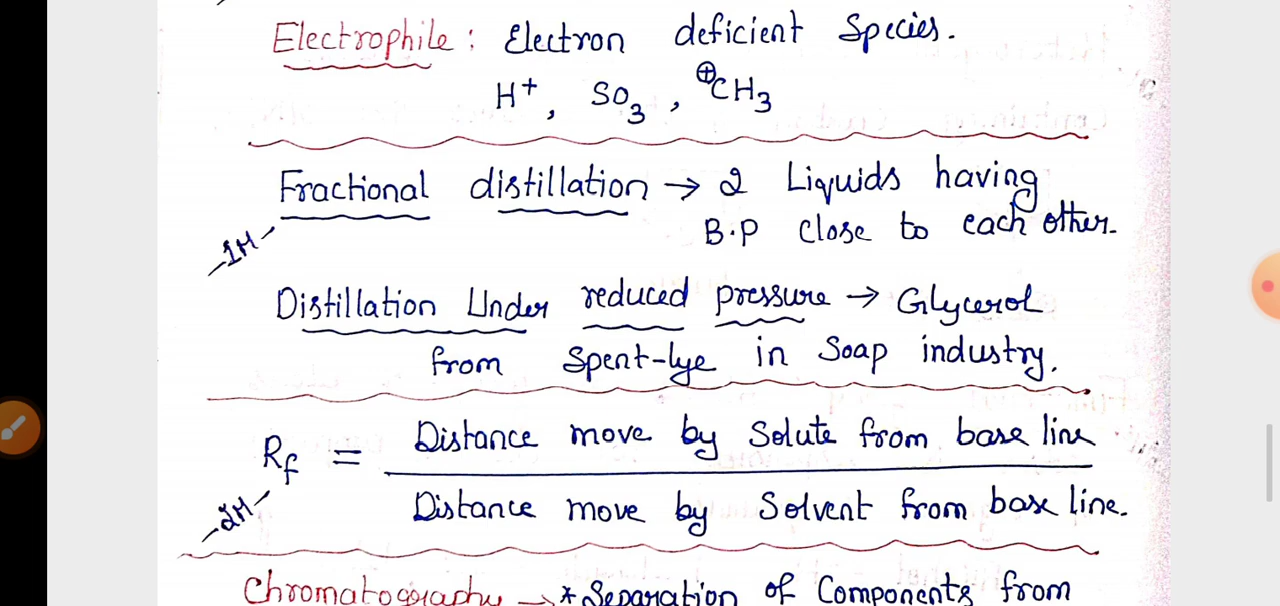 Electrophile : Electron deficient Species.
H⁺, SO₃, ⊕CH₃
Fractional distillation → 2 Liquids having
B.P close to each other.
-1M-
Distillation Under reduced pressure → Glycerol
from Spent-lye in Soap industry.
Rf = Distance move by Solute from base line
-2M-
Distance move by Solvent from base line.
Chromatography → * Separation of Components from